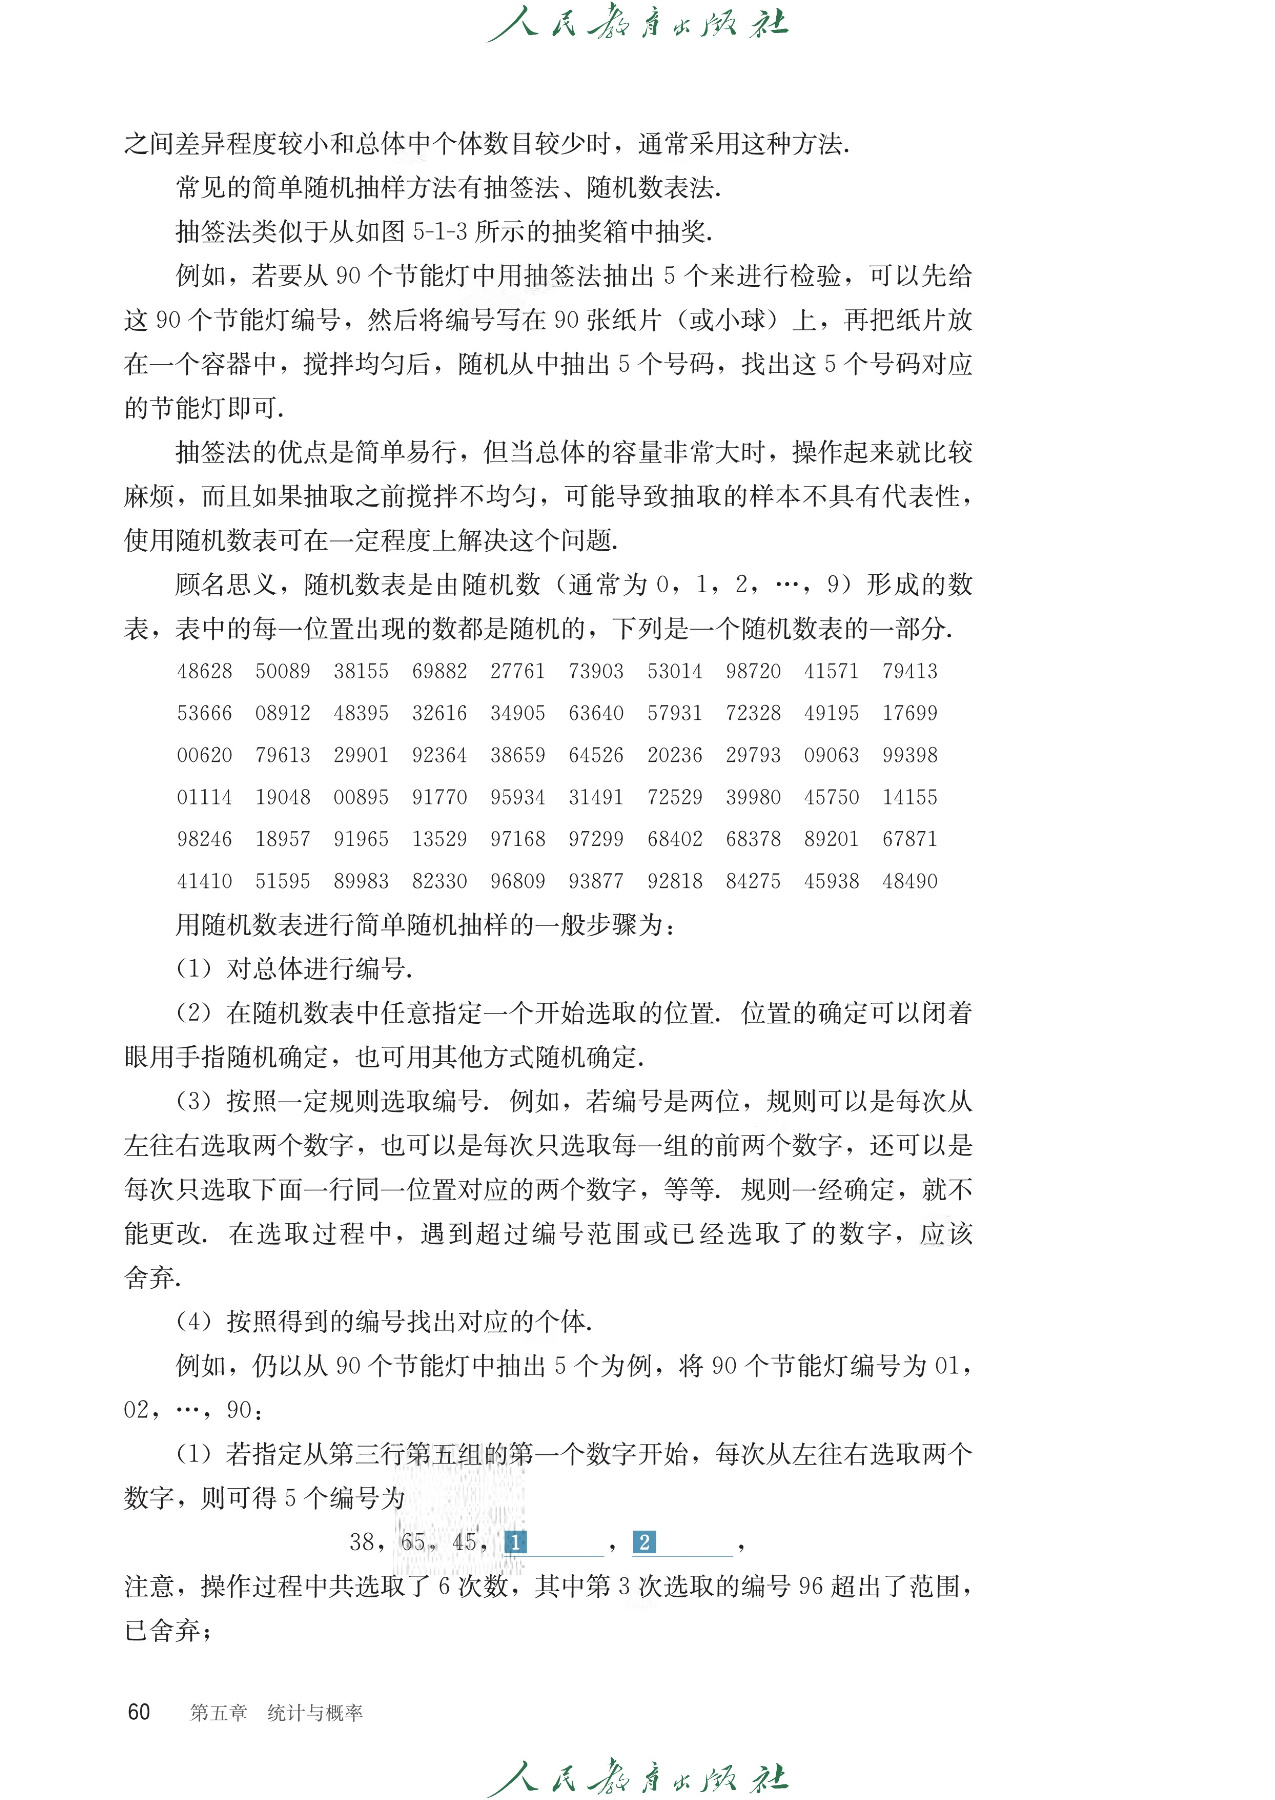 人民教育出版社
之间差异程度较小和总体中个体数目较少时，通常采用这种方法.
常见的简单随机抽样方法有抽签法、随机数表法.
抽签法类似于从如图 5-1-3 所示的抽奖箱中抽奖.
例如，若要从 90 个节能灯中用抽签法抽出 5 个来进行检验，可以先给
这 90 个节能灯编号，然后将编号写在 90 张纸片（或小球）上，再把纸片放
在一个容器中，搅拌均匀后，随机从中抽出 5 个号码，找出这 5 个号码对应
的节能灯即可.
抽签法的优点是简单易行，但当总体的容量非常大时，操作起来就比较
麻烦，而且如果抽取之前搅拌不均匀，可能导致抽取的样本不具有代表性，
使用随机数表可在一定程度上解决这个问题.
顾名思义，随机数表是由随机数（通常为 0，1，2，…，9）形成的数
表，表中的每一位置出现的数都是随机的，下列是一个随机数表的一部分.
48628 50089 38155 69882 27761 73903 53014 98720 41571 79413
53666 08912 48395 32616 34905 63640 57931 72328 49195 17699
00620 79613 29901 92364 38659 64526 20236 29793 09063 99398
01114 19048 00895 91770 95934 31491 72529 39980 45750 14155
98246 18957 91965 13529 97168 97299 68402 68378 89201 67871
41410 51595 89983 82330 96809 93877 92818 84275 45938 48490
用随机数表进行简单随机抽样的一般步骤为：
（1）对总体进行编号.
（2）在随机数表中任意指定一个开始选取的位置. 位置的确定可以闭着
眼用手指随机确定，也可用其他方式随机确定.
（3）按照一定规则选取编号. 例如，若编号是两位，规则可以是每次从
左往右选取两个数字，也可以是每次只选取每一组的前两个数字，还可以是
每次只选取下面一行同一位置对应的两个数字，等等. 规则一经确定，就不
能更改. 在选取过程中，遇到超过编号范围或已经选取了的数字，应该
舍弃.
（4）按照得到的编号找出对应的个体.
例如，仍以从 90 个节能灯中抽出 5 个为例，将 90 个节能灯编号为 01，
02，…，90：
（1）若指定从第三行第五组的第一个数字开始，每次从左往右选取两个
数字，则可得 5 个编号为
38，65，45，1 ，2 ，
注意，操作过程中共选取了 6 次数，其中第 3 次选取的编号 96 超出了范围，
已舍弃；
60 第五章 统计与概率
人民教育出版社